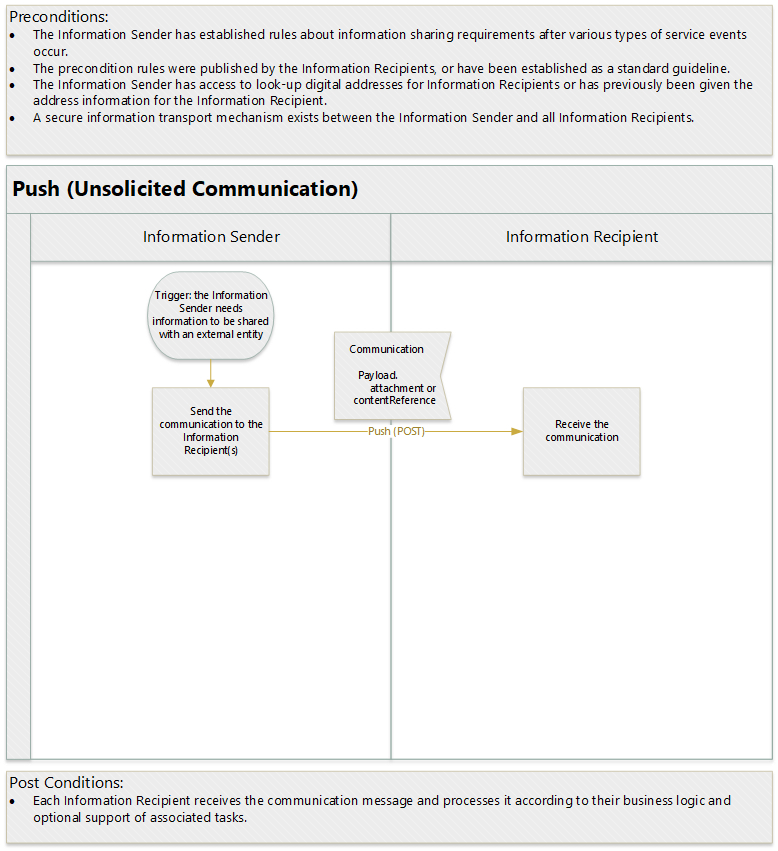 Preconditions:
• The Information Sender has established rules about information sharing requirements after various types of service events
occur.
• The precondition rules were published by the Information Recipients, or have been established as a standard guideline.
• The Information Sender has access to look-up digital addresses for Information Recipients or has previously been given the
address information for the Information Recipient.
• A secure information transport mechanism exists between the Information Sender and all Information Recipients.
Push (Unsolicited Communication)
Information Sender
Information Recipient
Trigger: the Information
Sender needs
information to be shared
with an external entity
Communication
Payload.
attachment or
contentReference
Send the
communication to the
Information
Recipient(s)
Push (POST)
Receive the
communication
Post Conditions:
• Each Information Recipient receives the communication message and processes it according to their business logic and
optional support of associated tasks.